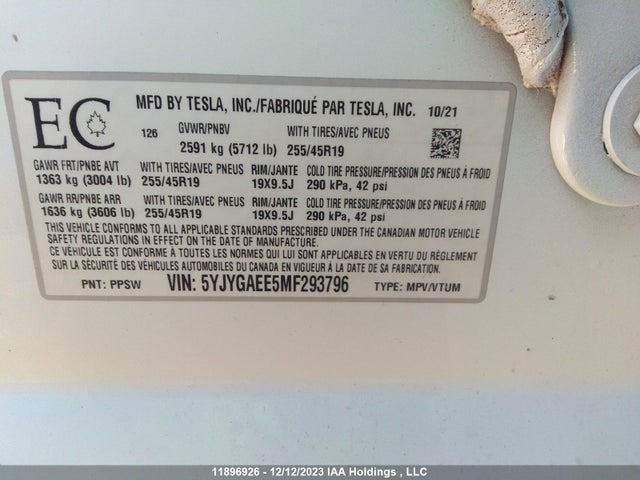 EC
MFD BY TESLA, INC./FABRIQUÉ PAR TESLA, INC. 10/21
126 GVWR/PNBV WITH TIRES/AVEC PNEUS
2591 kg (5712 lb) 255/45R19
GAWR FRT/PNBE AVT WITH TIRES/AVEC PNEUS RIM/JANTE COLD TIRE PRESSURE/PRESSION DES PNEUS À FROID
1363 kg (3004 lb) 255/45R19 19X9.5J 290 kPa, 42 psi
GAWR RR/PNBE ARR WITH TIRES/AVEC PNEUS RIM/JANTE COLD TIRE PRESSURE/PRESSION DES PNEUS À FROID
1636 kg (3606 lb) 255/45R19 19X9.5J 290 kPa, 42 psi
THIS VEHICLE CONFORMS TO ALL APPLICABLE STANDARDS PRESCRIBED UNDER THE CANADIAN MOTOR VEHICLE
SAFETY REGULATIONS IN EFFECT ON THE DATE OF MANUFACTURE.
CE VÉHICULE EST CONFORME À TOUTES LES NORMES QUI LUI SONT APPLICABLES EN VERTU DU RÈGLEMENT
SUR LA SÉCURITÉ DES VÉHICULES AUTOMOBILES DU CANADA EN VIGUEUR À LA DATE DE SA FABRICATION.
PNT: PPSW VIN: 5YJYGAEE5MF293796 TYPE: MPV/VTUM
11896926 - 12/12/2023 IAA Holdings , LLC